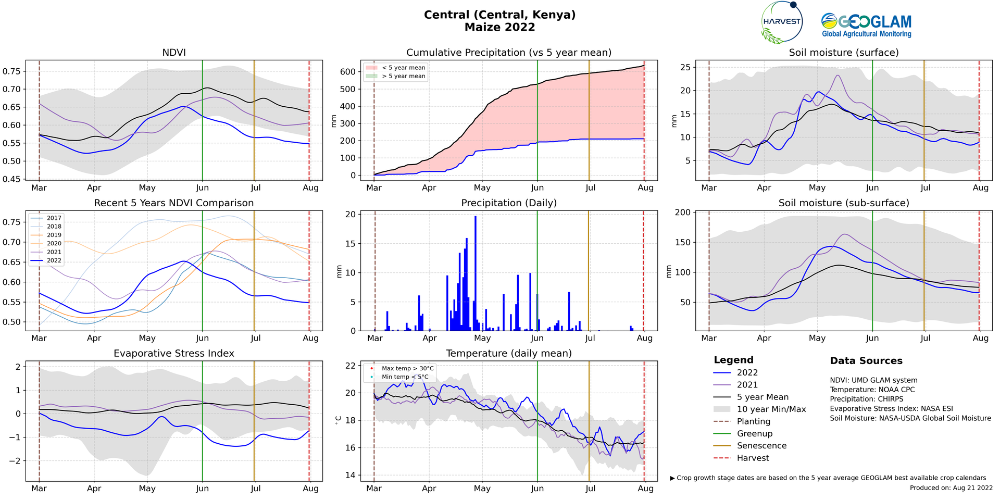 Central (Central, Kenya)
Maize 2022
HARVEST
GEOGLAM
Global Agricultural Monitoring
NDVI
0.75
0.70
0.65
0.60
0.55
0.50
0.45
Mar Apr May Jun Jul Aug
Cumulative Precipitation (vs 5 year mean)
< 5 year mean
> 5 year mean
mm
600
500
400
300
200
100
0
Mar Apr May Jun Jul Aug
Soil moisture (surface)
mm
25
20
15
10
5
Mar Apr May Jun Jul Aug
Recent 5 Years NDVI Comparison
2017
2018
2019
2020
2021
2022
0.75
0.70
0.65
0.60
0.55
0.50
Mar Apr May Jun Jul Aug
Precipitation (Daily)
mm
20
15
10
5
0
Mar Apr May Jun Jul Aug
Soil moisture (sub-surface)
mm
200
150
100
50
Mar Apr May Jun Jul Aug
Evaporative Stress Index
2
1
0
−1
−2
Mar Apr May Jun Jul Aug
Temperature (daily mean)
Max temp > 30°C
Min temp < 5°C
°C
22
20
18
16
14
Mar Apr May Jun Jul Aug
Legend
2022
2021
5 year Mean
10 year Min/Max
Planting
Greenup
Senescence
Harvest
Data Sources
NDVI: UMD GLAM system
Temperature: NOAA CPC
Precipitation: CHIRPS
Evaporative Stress Index: NASA ESI
Soil Moisture: NASA-USDA Global Soil Moisture
▶ Crop growth stage dates are based on the 5 year average GEOGLAM best available crop calendars
Produced on: Aug 21 2022